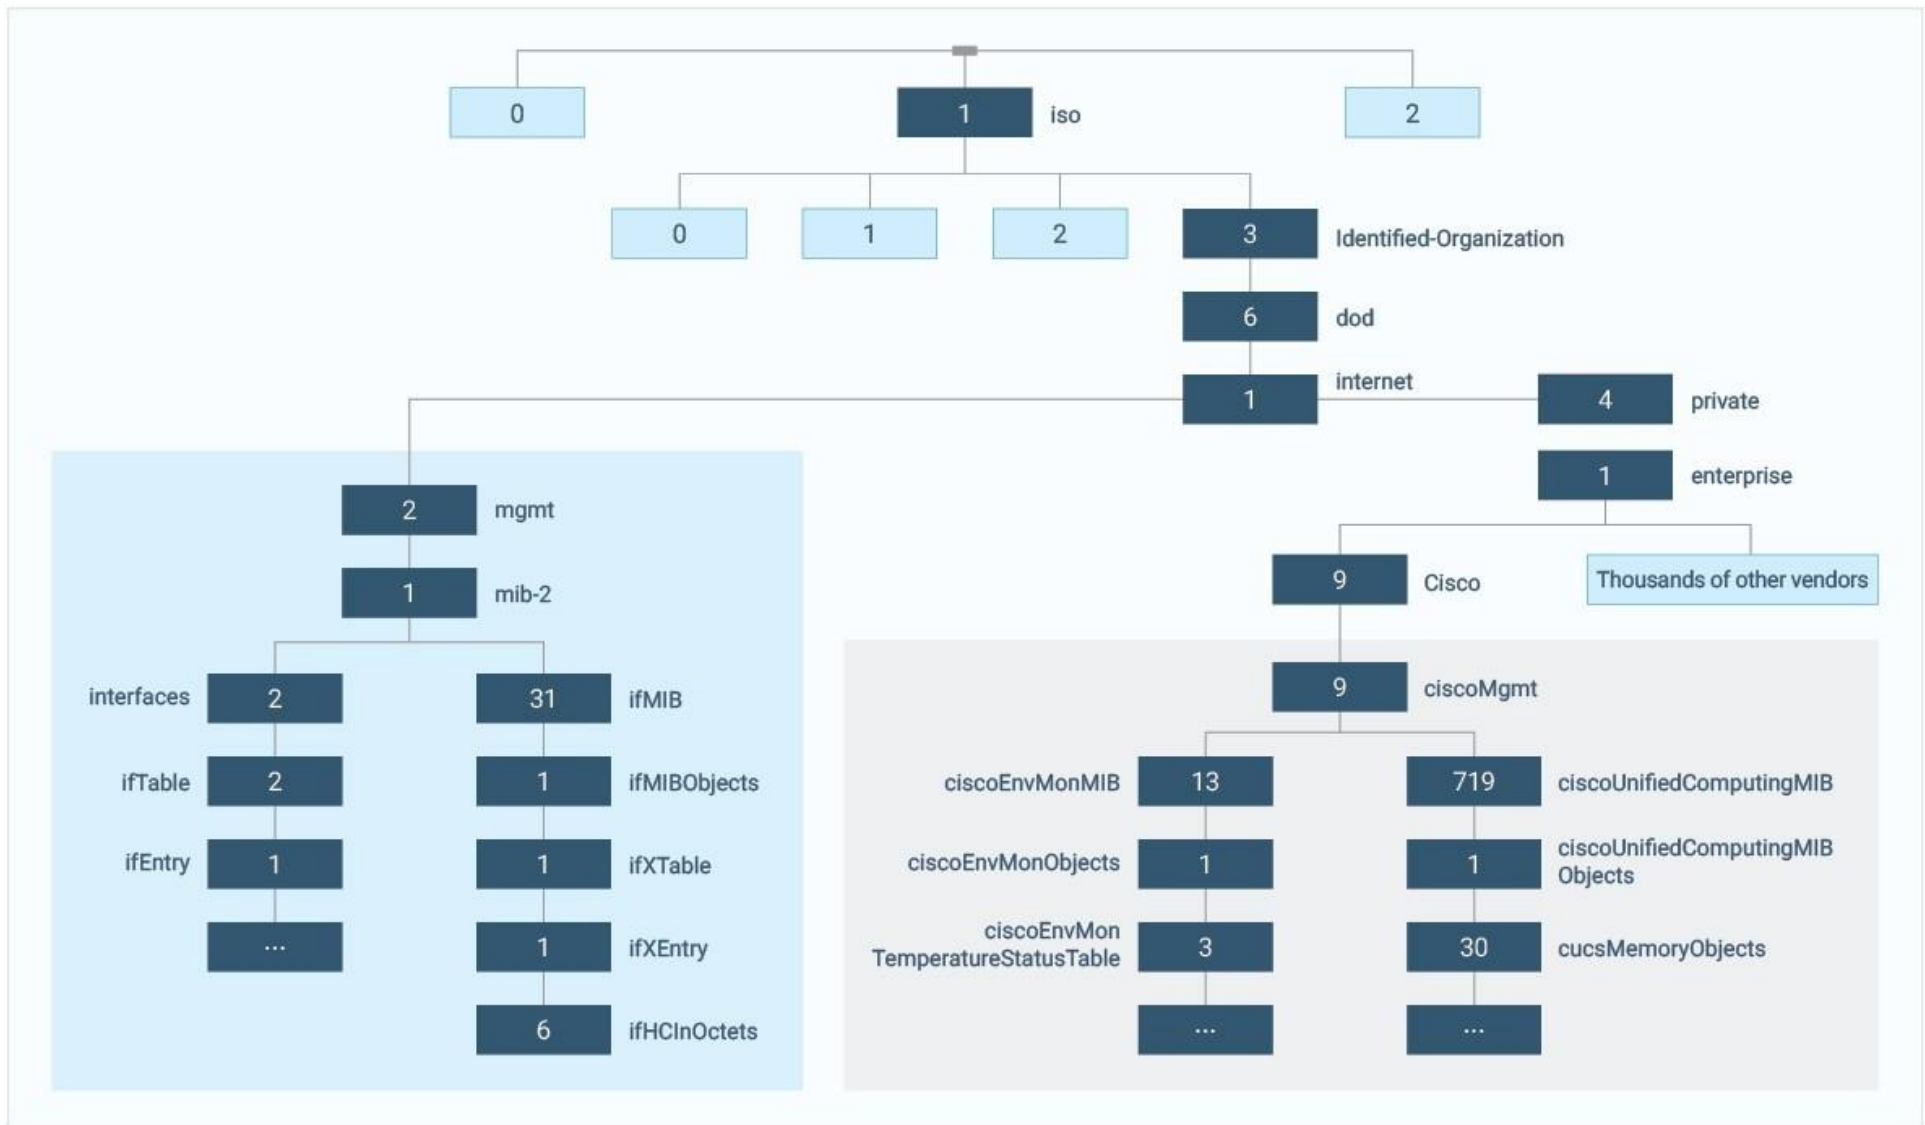 0
1
iso
2
0
1
2
3
Identified-Organization
6
dod
1
internet
4
private
1
enterprise
2
mgmt
9
Cisco
Thousands of other vendors
1
mib-2
9
ciscoMgmt
interfaces
2
31
ifMIB
ciscoEnvMonMIB
13
719
ciscoUnifiedComputingMIB
ifTable
2
1
ifMIBObjects
ciscoEnvMonObjects
1
1
ciscoUnifiedComputingMIB
Objects
ifEntry
1
1
ifXTable
ciscoEnvMon
TemperatureStatusTable
3
30
cucsMemoryObjects
...
1
ifXEntry
...
...
6
ifHCInOctets